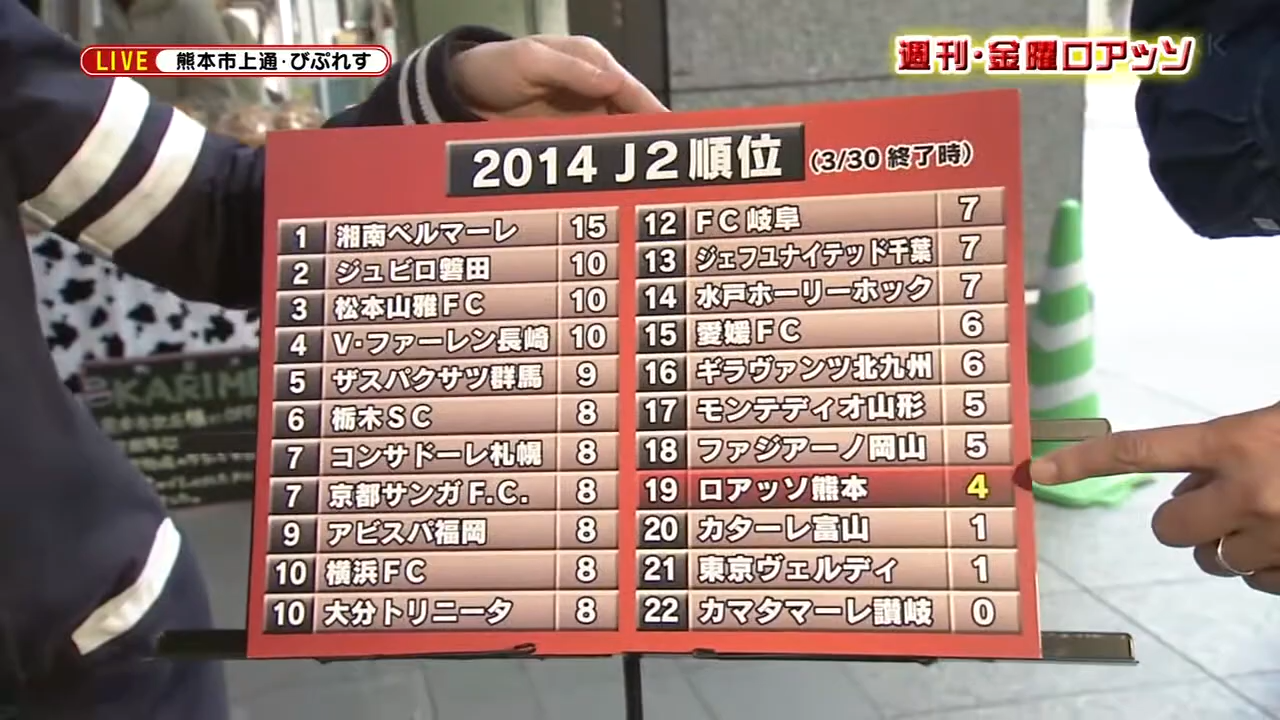 LIVE 熊本市上通・びぷれす
週刊・金曜ロアッソ
2014 J2順位 (3/30 終了時)
1 湘南ベルマーレ 15
2 ジュビロ磐田 10
3 松本山雅FC 10
4 V・ファーレン長崎 10
5 ザスパクサツ群馬 9
6 栃木SC 8
7 コンサドーレ札幌 8
7 京都サンガF.C. 8
9 アビスパ福岡 8
10 横浜FC 8
10 大分トリニータ 8
12 FC岐阜 7
13 ジェフユナイテッド千葉 7
14 水戸ホーリーホック 7
15 愛媛FC 6
16 ギラヴァンツ北九州 6
17 モンテディオ山形 5
18 ファジアーノ岡山 5
19 ロアッソ熊本 4
20 カターレ富山 1
21 東京ヴェルディ 1
22 カマタマーレ讃岐 0